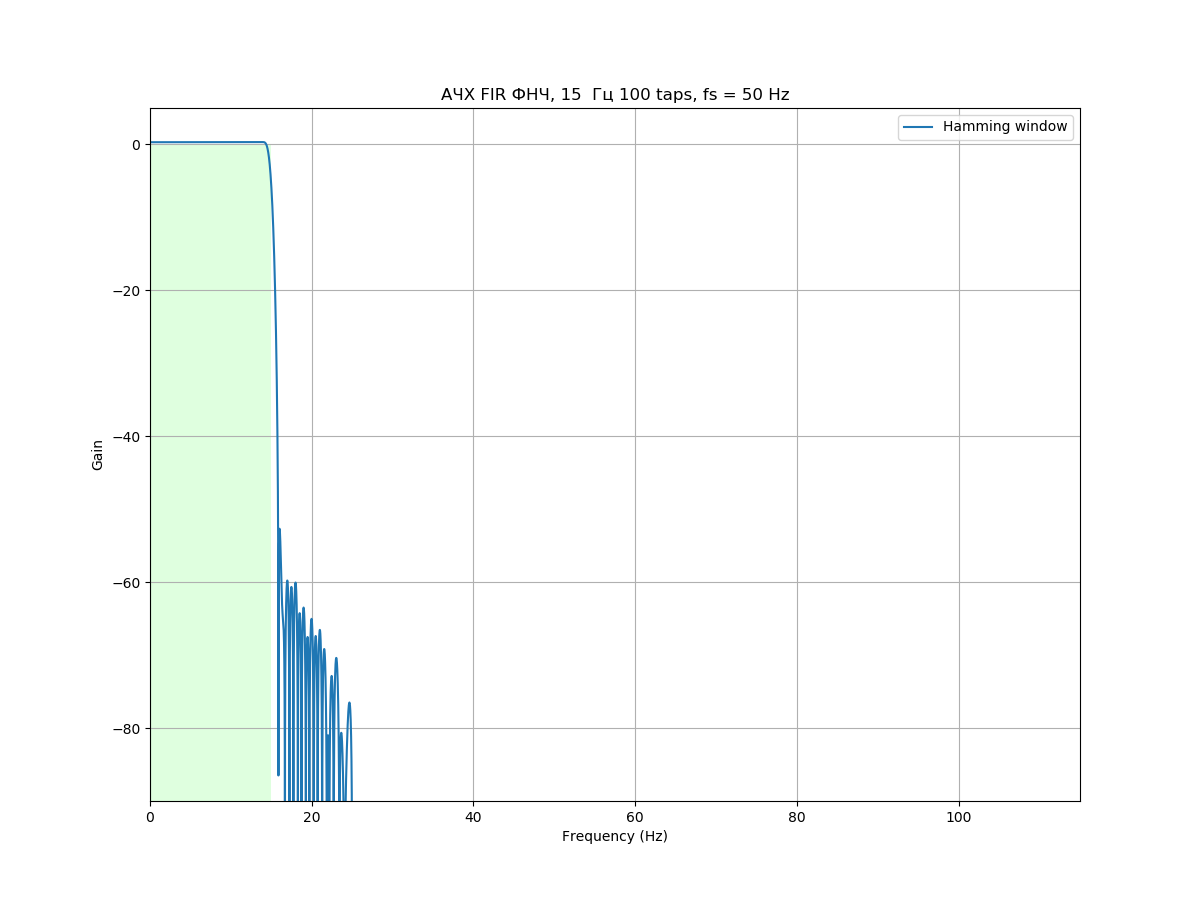 АЧХ FIR ФНЧ, 15  Гц 100 taps, fs = 50 Hz
Hamming window
0
−20
−40
−60
−80
Gain
0 20 40 60 80 100
Frequency (Hz)